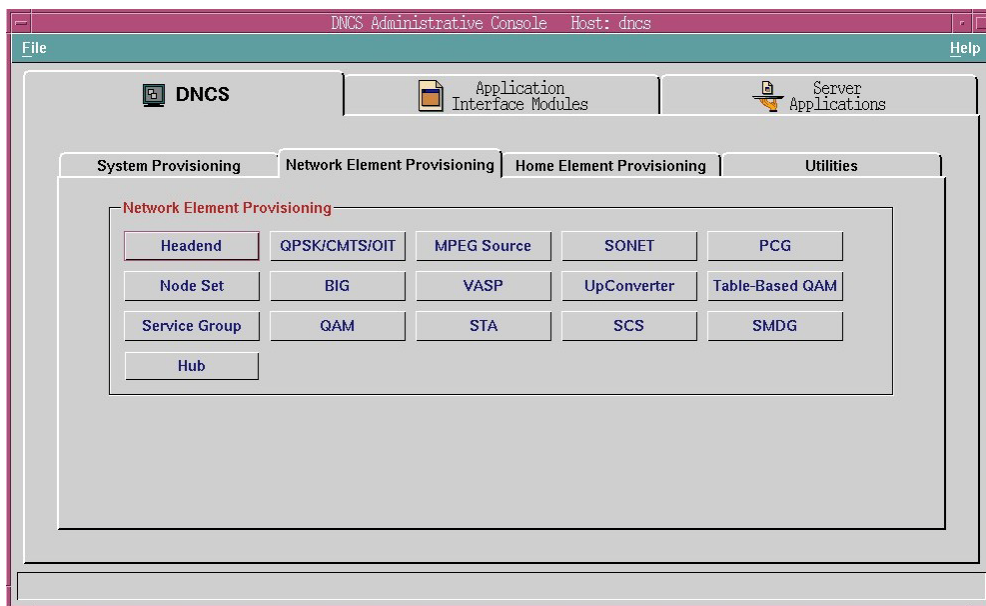 DNCS Administrative Console Host: dncs
File Help
DNCS
Application
Interface Modules
Server
Applications
System Provisioning
Network Element Provisioning
Home Element Provisioning
Utilities
Network Element Provisioning
Headend
QPSK/CMTS/OIT
MPEG Source
SONET
PCG
Node Set
BIG
VASP
UpConverter
Table-Based QAM
Service Group
QAM
STA
SCS
SMDG
Hub